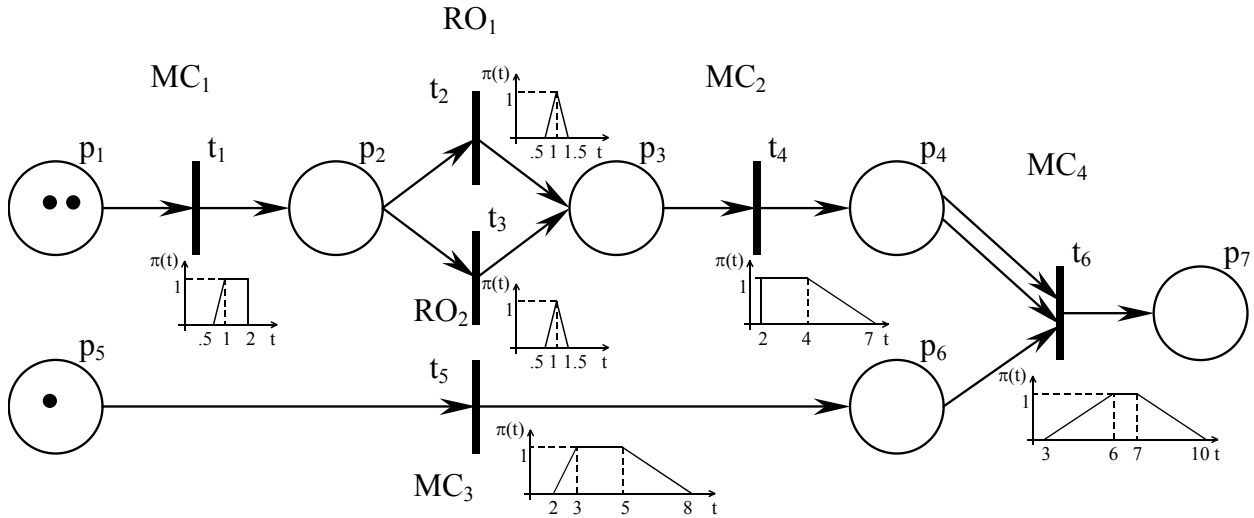 RO₁
MC₁
MC₂
π(t)
1
.5 1 1.5 t
t₂
p₁
t₁
p₂
p₃
t₄
p₄
MC₄
t₃
t₆
p₇
π(t)
1
.5 1 2 t
RO₂
π(t)
1
.5 1 1.5 t
π(t)
1
2 4 7 t
p₅
t₅
p₆
π(t)
1
3 6 7 10 t
MC₃
π(t)
1
2 3 5 8 t